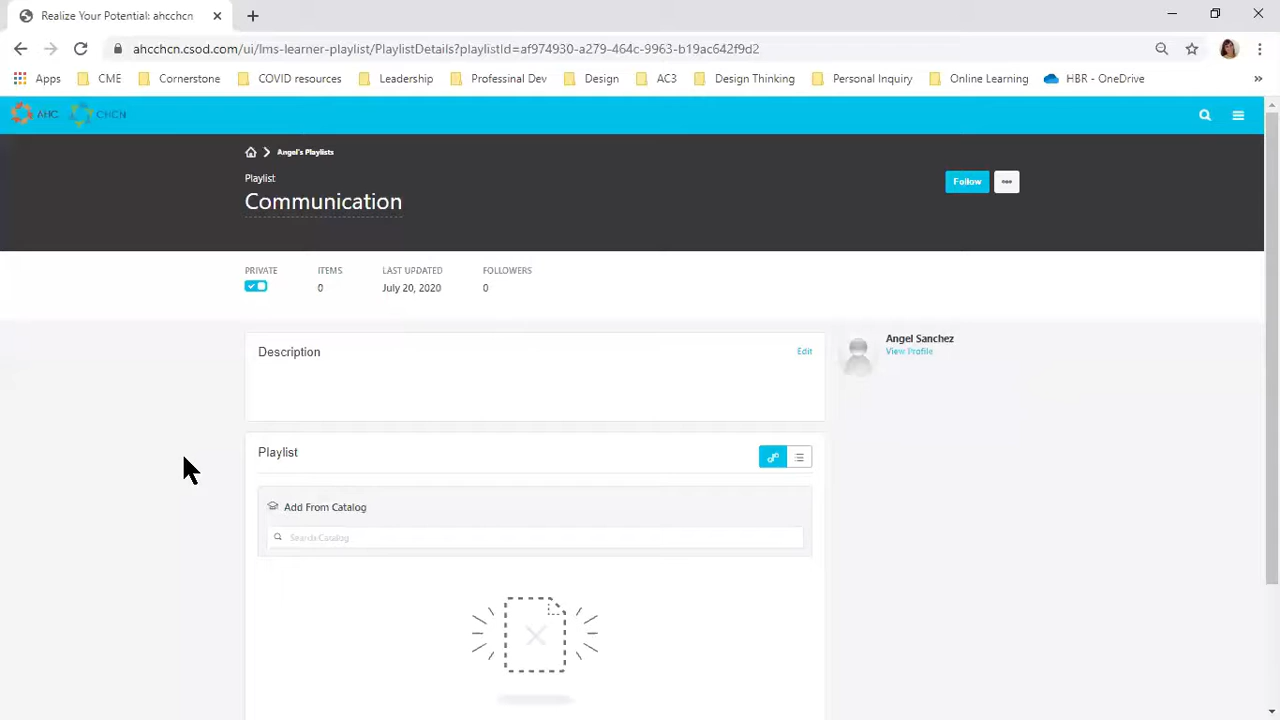 Realize Your Potential: ahcchcn
ahcchcn.csod.com/ui/lms-learner-playlist/PlaylistDetails?playlistId=af974930-a279-464c-9963-b19ac642f9d2
Apps CME Cornerstone COVID resources Leadership Professinal Dev Design AC3 Design Thinking Personal Inquiry Online Learning HBR - OneDrive »
AHC CHCN
Angel's Playlists
Playlist
Communication
Follow
PRIVATE ITEMS LAST UPDATED FOLLOWERS
0 July 20, 2020 0
Description Edit
Angel Sanchez
View Profile
Playlist
Add From Catalog
Search Catalog